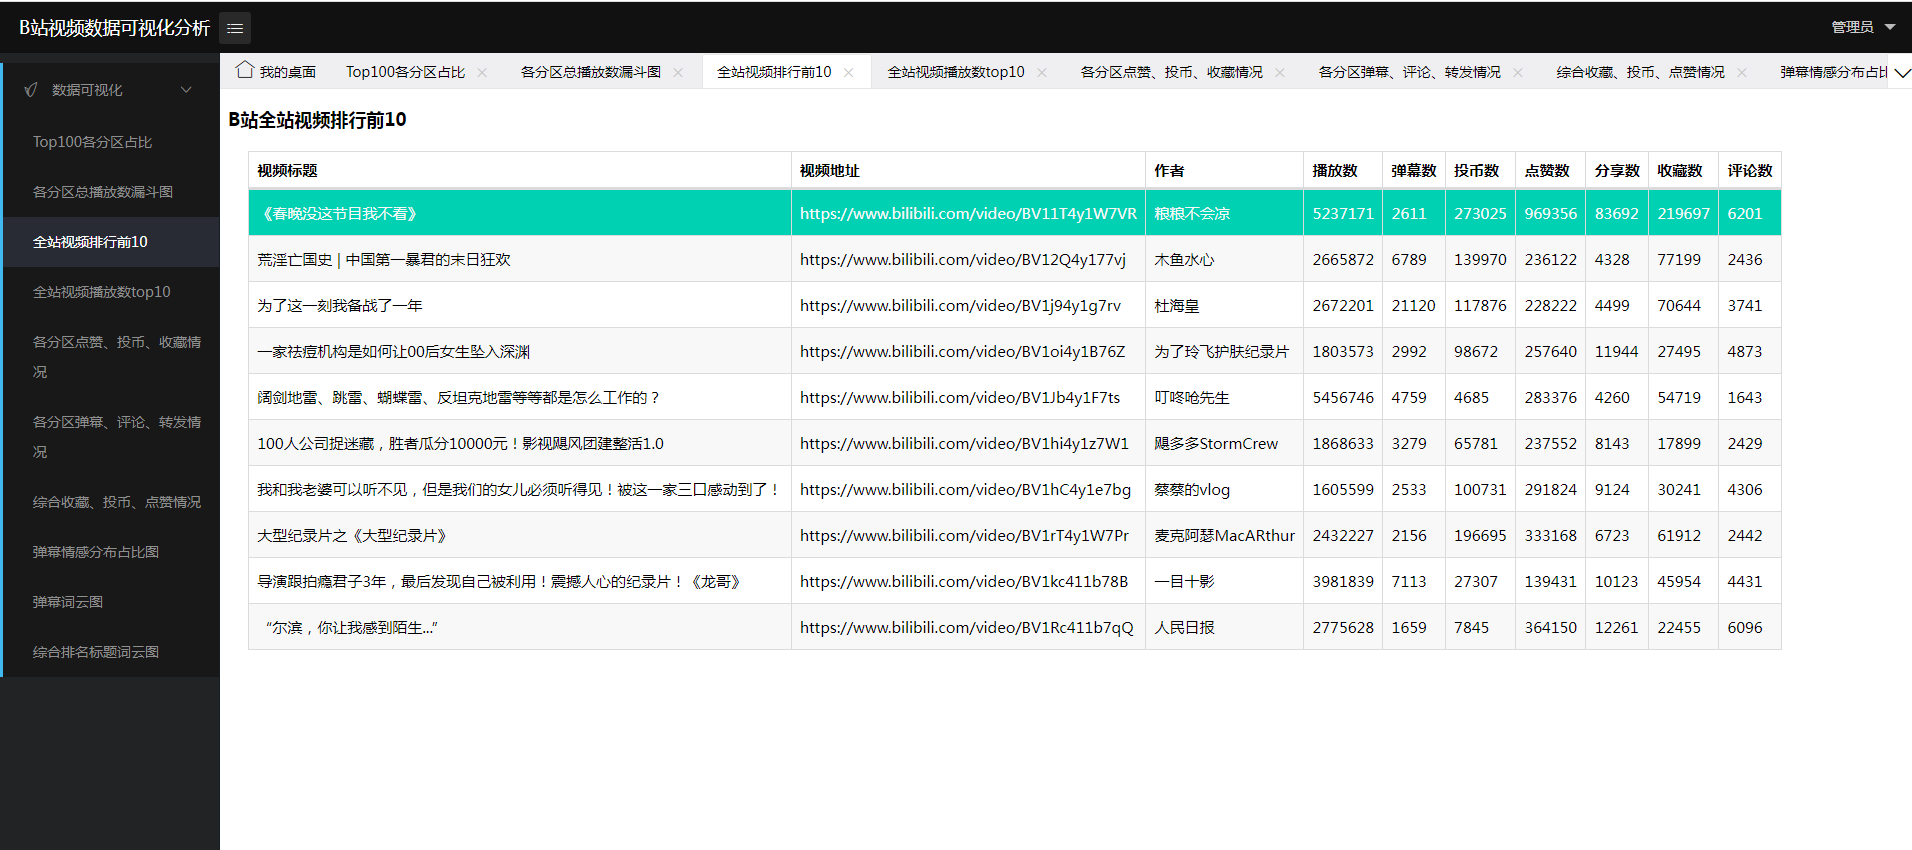 B站视频数据可视化分析
管理员
数据可视化
Top100各分区占比
各分区总播放数漏斗图
全站视频排行前10
全站视频播放数top10
各分区点赞、投币、收藏情
况
各分区弹幕、评论、转发情
况
综合收藏、投币、点赞情况
弹幕情感分布占比图
弹幕词云图
综合排名标题词云图
我的桌面 Top100各分区占比 各分区总播放数漏斗图 全站视频排行前10 全站视频播放数top10 各分区点赞、投币、收藏情况 各分区弹幕、评论、转发情况 综合收藏、投币、点赞情况 弹幕情感分布占比
B站全站视频排行前10
视频标题 视频地址 作者 播放数 弹幕数 投币数 点赞数 分享数 收藏数 评论数
《春晚没这节目我不看》 https://www.bilibili.com/video/BV11T4y1W7VR 粮粮不会凉 5237171 2611 273025 969356 83692 219697 6201
荒淫亡国史 | 中国第一暴君的末日狂欢 https://www.bilibili.com/video/BV12Q4y177vj 木鱼水心 2665872 6789 139970 236122 4328 77199 2436
为了这一刻我备战了一年 https://www.bilibili.com/video/BV1j94y1g7rv 杜海皇 2672201 21120 117876 228222 4499 70644 3741
一家祛痘机构是如何让00后女生坠入深渊 https://www.bilibili.com/video/BV1oi4y1B76Z 为了玲飞护肤纪录片 1803573 2992 98672 257640 11944 27495 4873
阔剑地雷、跳雷、蝴蝶雷、反坦克地雷等等都是怎么工作的？ https://www.bilibili.com/video/BV1Jb4y1F7ts 叮咚呛先生 5456746 4759 4685 283376 4260 54719 1643
100人公司捉迷藏，胜者瓜分10000元！影视飓风团建整活1.0 https://www.bilibili.com/video/BV1hi4y1z7W1 飓多多StormCrew 1868633 3279 65781 237552 8143 17899 2429
我和我老婆可以听不见，但是我们的女儿必须听得见！被这一家三口感动到了！ https://www.bilibili.com/video/BV1hC4y1e7bg 蔡蔡的vlog 1605599 2533 100731 291824 9124 30241 4306
大型纪录片之《大型纪录片》 https://www.bilibili.com/video/BV1rT4y1W7Pr 麦克阿瑟MacARthur 2432227 2156 196695 333168 6723 61912 2442
导演跟拍瘾君子3年，最后发现自己被利用！震撼人心的纪录片！《龙哥》 https://www.bilibili.com/video/BV1kc411b78B 一目十影 3981839 7113 27307 139431 10123 45954 4431
“尔滨，你让我感到陌生...” https://www.bilibili.com/video/BV1Rc411b7qQ 人民日报 2775628 1659 7845 364150 12261 22455 6096